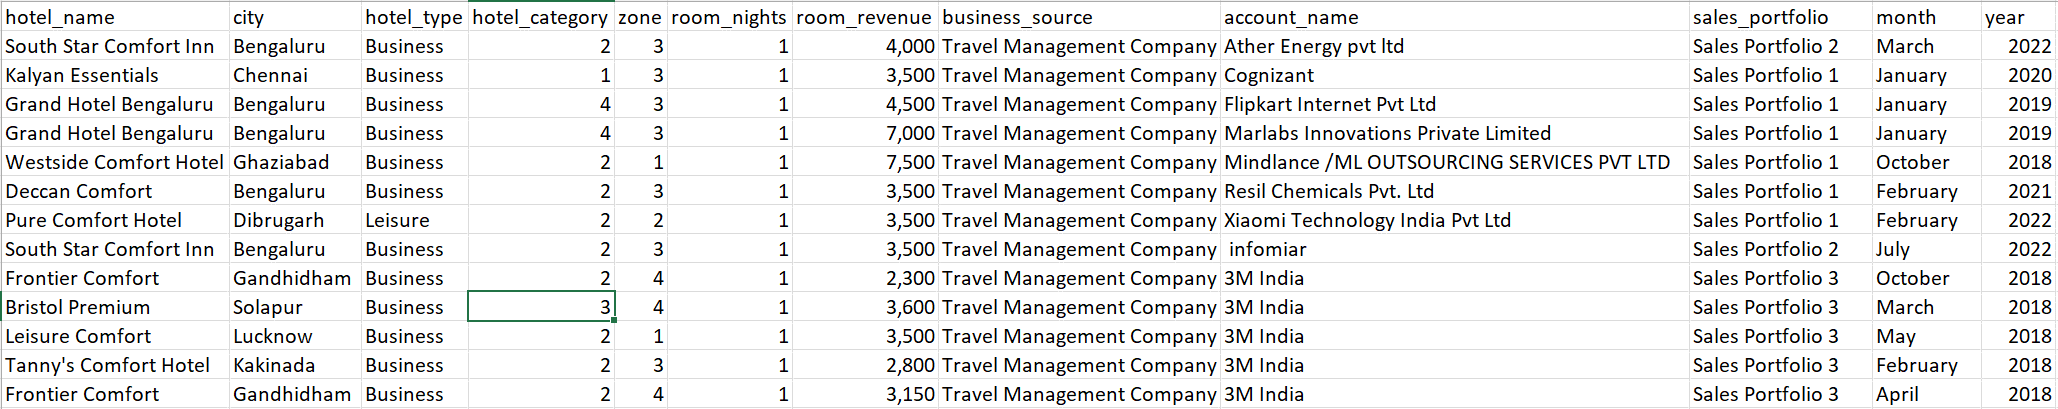 hotel_name city hotel_type hotel_category zone room_nights room_revenue business_source account_name sales_portfolio month year
South Star Comfort Inn Bengaluru Business 2 3 1 4,000 Travel Management Company Ather Energy pvt ltd Sales Portfolio 2 March 2022
Kalyan Essentials Chennai Business 1 3 1 3,500 Travel Management Company Cognizant Sales Portfolio 1 January 2020
Grand Hotel Bengaluru Bengaluru Business 4 3 1 4,500 Travel Management Company Flipkart Internet Pvt Ltd Sales Portfolio 1 January 2019
Grand Hotel Bengaluru Bengaluru Business 4 3 1 7,000 Travel Management Company Marlabs Innovations Private Limited Sales Portfolio 1 January 2019
Westside Comfort Hotel Ghaziabad Business 2 1 1 7,500 Travel Management Company Mindlance /ML OUTSOURCING SERVICES PVT LTD Sales Portfolio 1 October 2018
Deccan Comfort Bengaluru Business 2 3 1 3,500 Travel Management Company Resil Chemicals Pvt. Ltd Sales Portfolio 1 February 2021
Pure Comfort Hotel Dibrugarh Leisure 2 2 1 3,500 Travel Management Company Xiaomi Technology India Pvt Ltd Sales Portfolio 1 February 2022
South Star Comfort Inn Bengaluru Business 2 3 1 3,500 Travel Management Company infomiar Sales Portfolio 2 July 2022
Frontier Comfort Gandhidham Business 2 4 1 2,300 Travel Management Company 3M India Sales Portfolio 3 October 2018
Bristol Premium Solapur Business 3 4 1 3,600 Travel Management Company 3M India Sales Portfolio 3 March 2018
Leisure Comfort Lucknow Business 2 1 1 3,500 Travel Management Company 3M India Sales Portfolio 3 May 2018
Tanny's Comfort Hotel Kakinada Business 2 3 1 2,800 Travel Management Company 3M India Sales Portfolio 3 February 2018
Frontier Comfort Gandhidham Business 2 4 1 3,150 Travel Management Company 3M India Sales Portfolio 3 April 2018